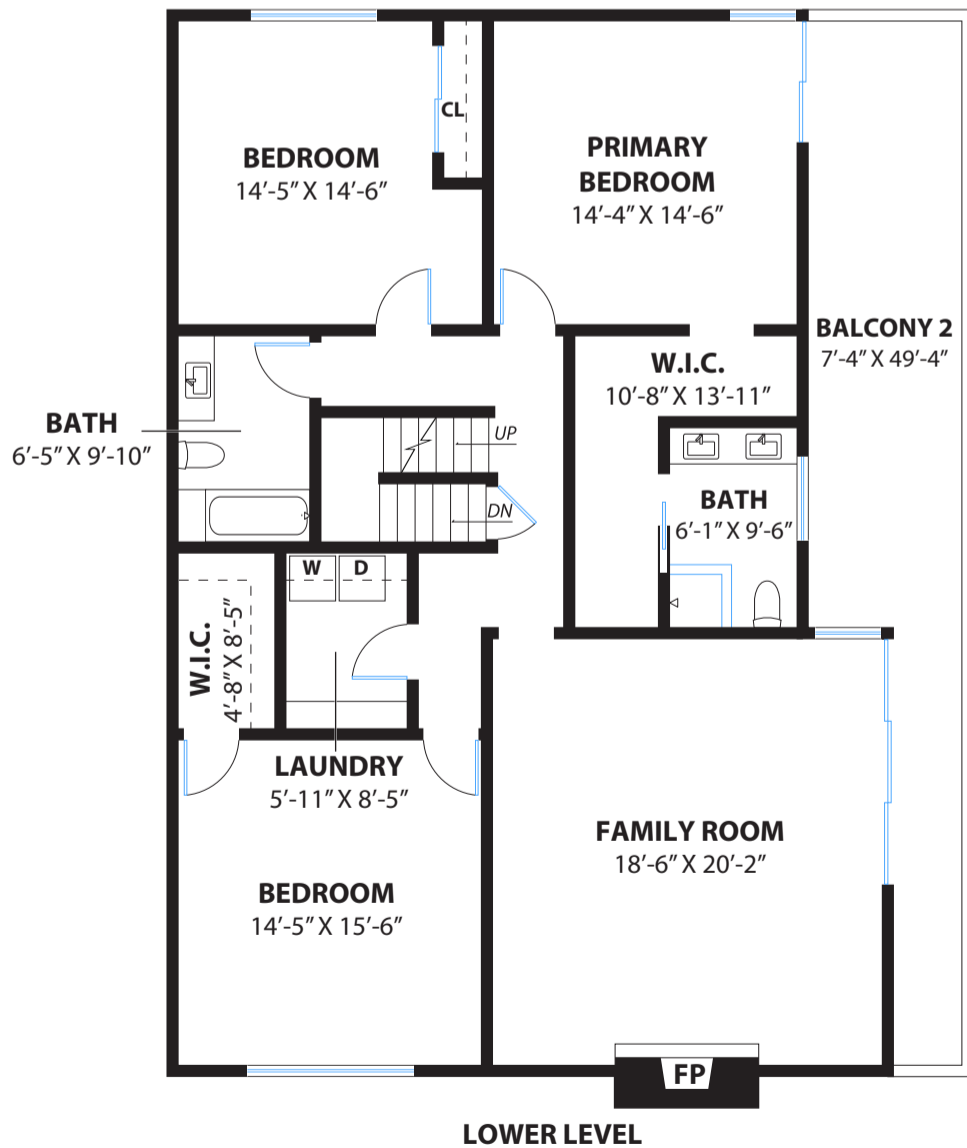 CL
BEDROOM
14’-5” X 14’-6”
PRIMARY
BEDROOM
14’-4” X 14’-6”
BALCONY 2
7’-4” X 49’-4”
W.I.C.
10’-8” X 13’-11”
BATH
6’-5” X 9’-10”
UP
DN
BATH
6’-1” X 9’-6”
W
D
W.I.C.
4’-8” X 8’-5”
LAUNDRY
5’-11” X 8’-5”
FAMILY ROOM
18’-6” X 20’-2”
BEDROOM
14’-5” X 15’-6”
FP
LOWER LEVEL